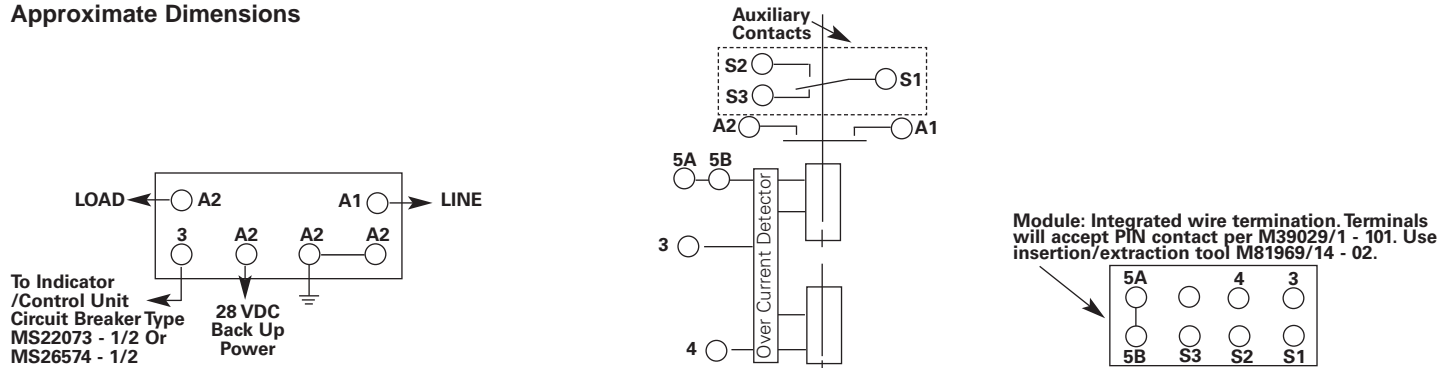 Approximate Dimensions
LOAD
A2
A1
LINE
3
A2
A2
A2
To Indicator
/Control Unit
Circuit Breaker Type
MS22073 - 1/2 Or
MS26574 - 1/2
28 VDC
Back Up
Power
Auxiliary
Contacts
S2
S1
S3
A2
A1
5A
5B
3
Over Current Detector
4
Module: Integrated wire termination. Terminals
will accept PIN contact per M39029/1 - 101. Use
insertion/extraction tool M81969/14 - 02.
5A
4
3
5B
S3
S2
S1